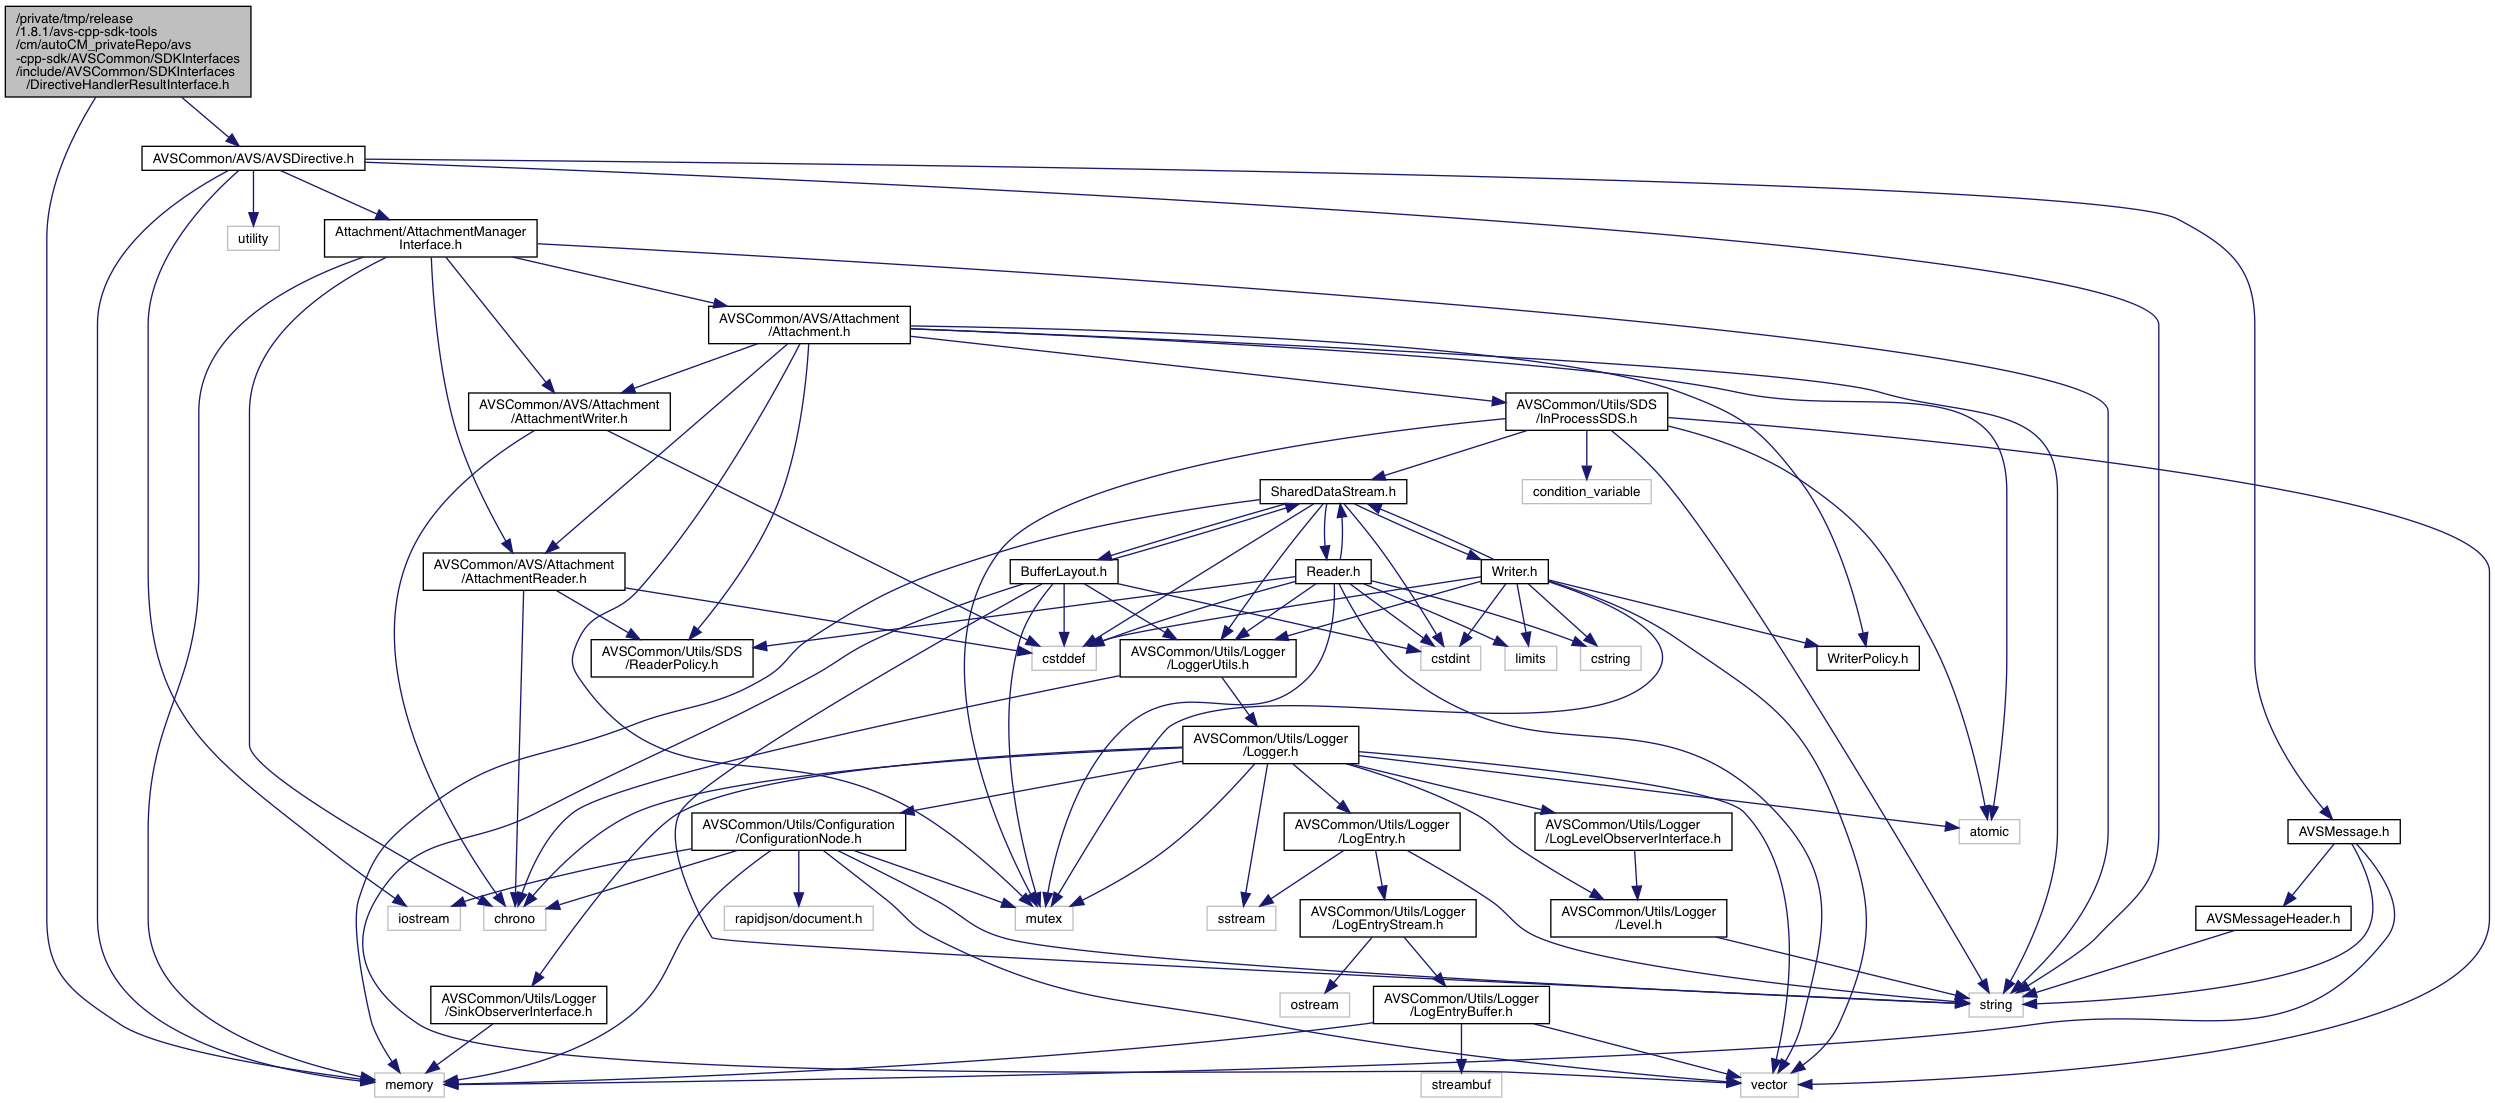 /private/tmp/release
/1.8.1/avs-cpp-sdk-tools
/cm/autoCM_privateRepo/avs
-cpp-sdk/AVSCommon/SDKInterfaces
/include/AVSCommon/SDKInterfaces
/DirectiveHandlerResultInterface.h
AVSCommon/AVS/AVSDirective.h
utility
Attachment/AttachmentManager
Interface.h
AVSCommon/AVS/Attachment
/Attachment.h
AVSCommon/AVS/Attachment
/AttachmentWriter.h
AVSCommon/Utils/SDS
/InProcessSDS.h
SharedDataStream.h
condition_variable
AVSCommon/AVS/Attachment
/AttachmentReader.h
BufferLayout.h
Reader.h
Writer.h
AVSCommon/Utils/SDS
/ReaderPolicy.h
cstddef
AVSCommon/Utils/Logger
/LoggerUtils.h
cstdint
limits
cstring
WriterPolicy.h
AVSCommon/Utils/Logger
/Logger.h
AVSCommon/Utils/Configuration
/ConfigurationNode.h
AVSCommon/Utils/Logger
/LogEntry.h
AVSCommon/Utils/Logger
/LogLevelObserverInterface.h
atomic
AVSMessage.h
iostream
chrono
rapidjson/document.h
mutex
sstream
AVSCommon/Utils/Logger
/LogEntryStream.h
AVSCommon/Utils/Logger
/Level.h
AVSMessageHeader.h
AVSCommon/Utils/Logger
/SinkObserverInterface.h
ostream
AVSCommon/Utils/Logger
/LogEntryBuffer.h
string
memory
streambuf
vector